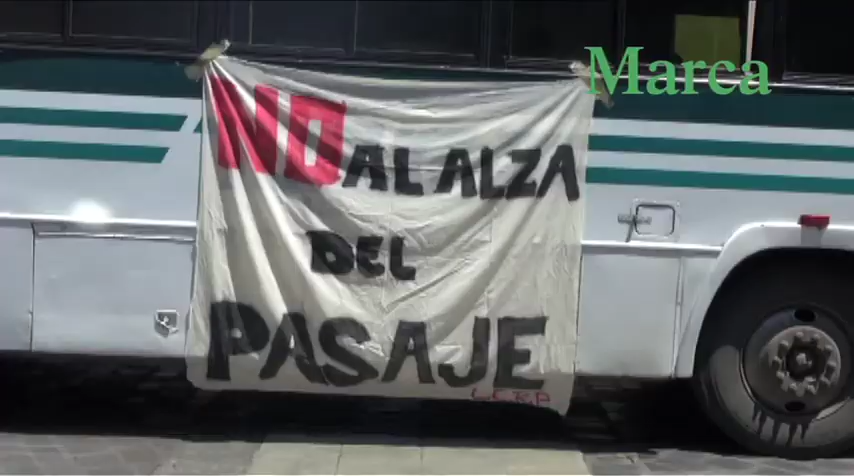 Marca
NO AL ALZA
DEL
PASAJE
L.C.R.P